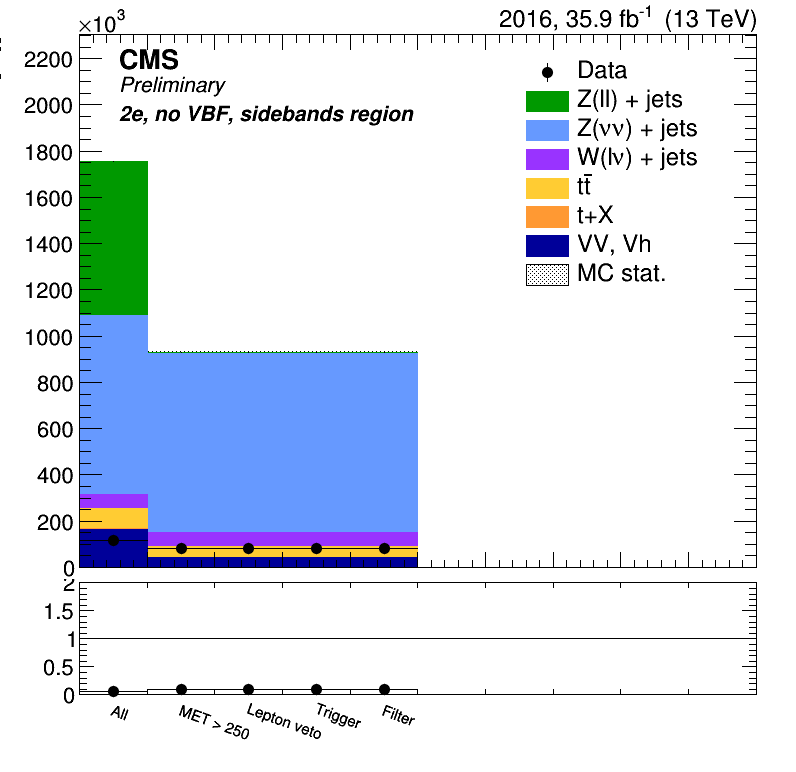 ×10³
2016, 35.9 fb⁻¹ (13 TeV)
CMS
Preliminary
2e, no VBF, sidebands region
Data
Z(ll) + jets
Z(νν) + jets
W(lν) + jets
tt̄
t+X
VV, Vh
MC stat.
2200
2000
1800
1600
1400
1200
1000
800
600
400
200
0
2
1.5
1
0.5
0
All
MET > 250
Lepton veto
Trigger
Filter